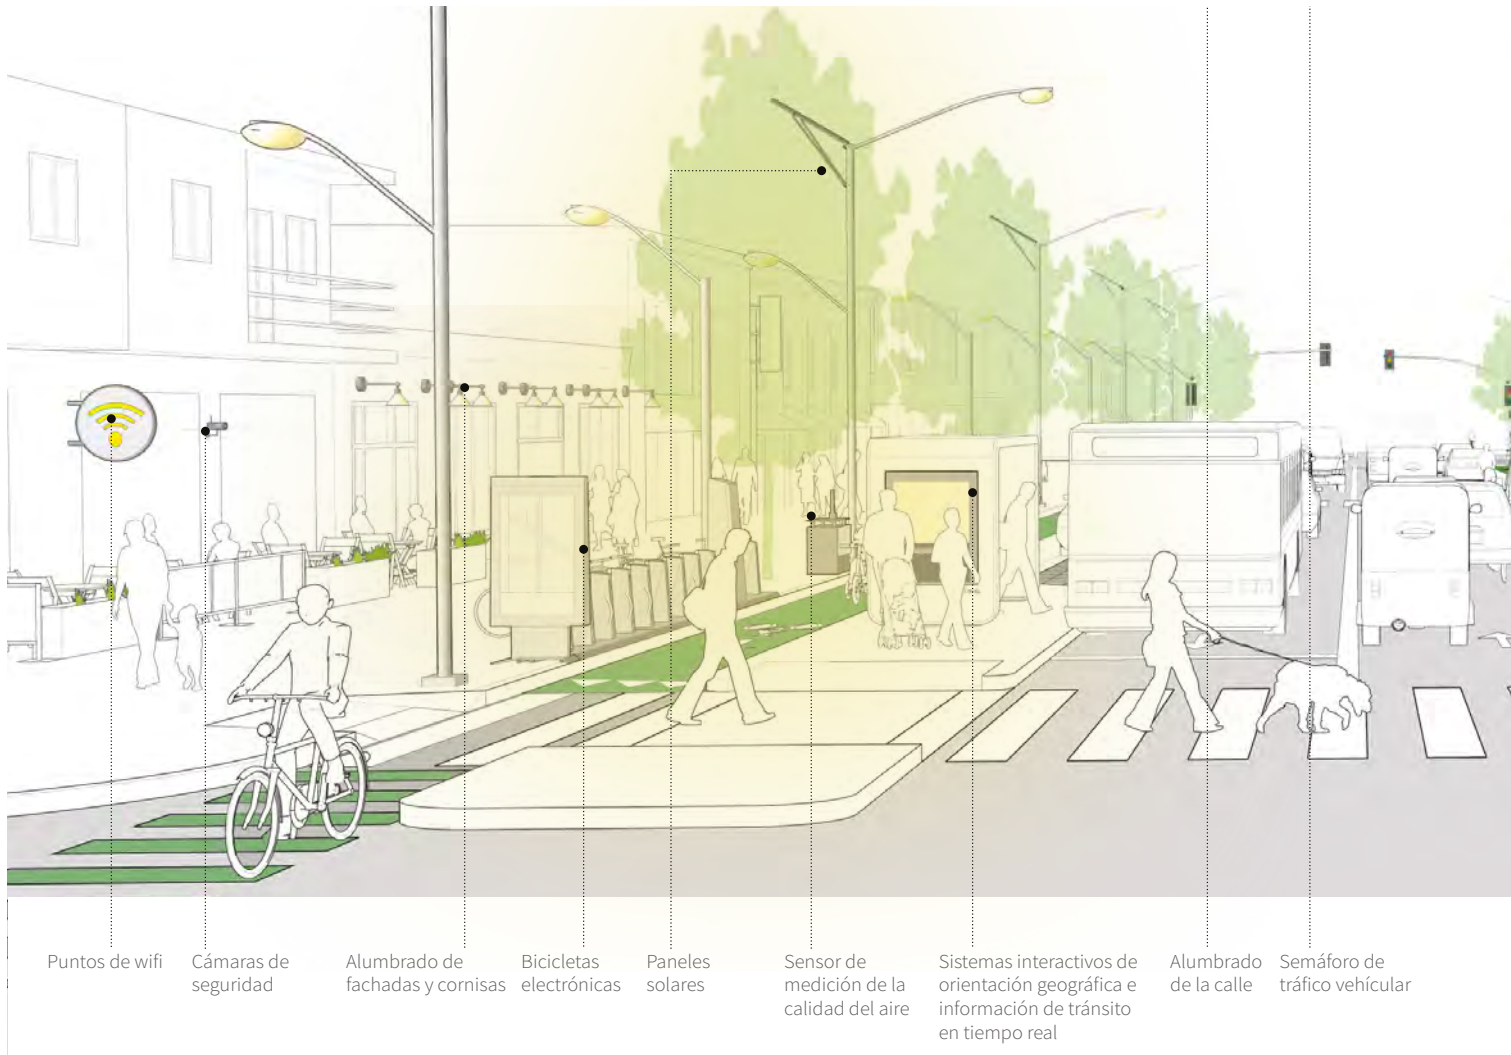 Puntos de wifi
Cámaras de
seguridad
Alumbrado de
fachadas y cornisas
Bicicletas
electrónicas
Paneles
solares
Sensor de
medición de la
calidad del aire
Sistemas interactivos de
orientación geográfica e
información de tránsito
en tiempo real
Alumbrado
de la calle
Semáforo de
tráfico vehícular